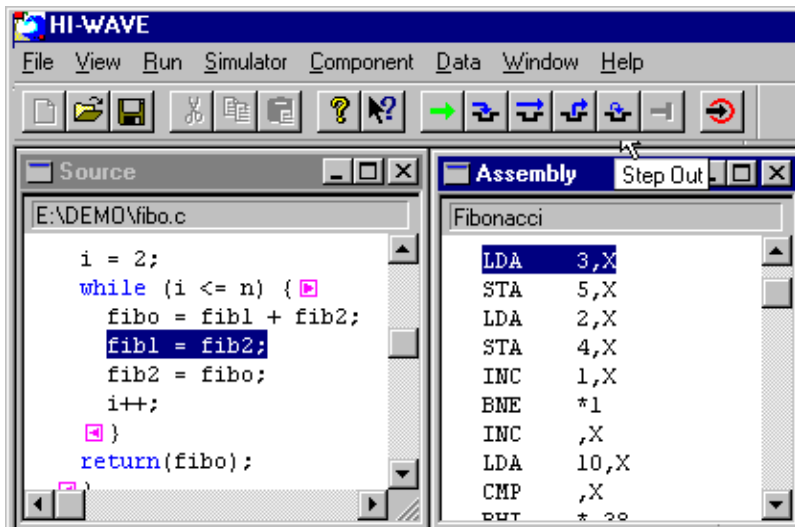 HI-WAVE
File View Run Simulator Component Data Window Help
Source
E:\DEMO\fibo.c
i = 2;
while (i <= n) {
fibo = fib1 + fib2;
fib1 = fib2;
fib2 = fibo;
i++;
}
return(fibo);
}
Assembly
Step Out
Fibonacci
LDA 3,X
STA 5,X
LDA 2,X
STA 4,X
INC 1,X
BNE *1
INC ,X
LDA 10,X
CMP ,X